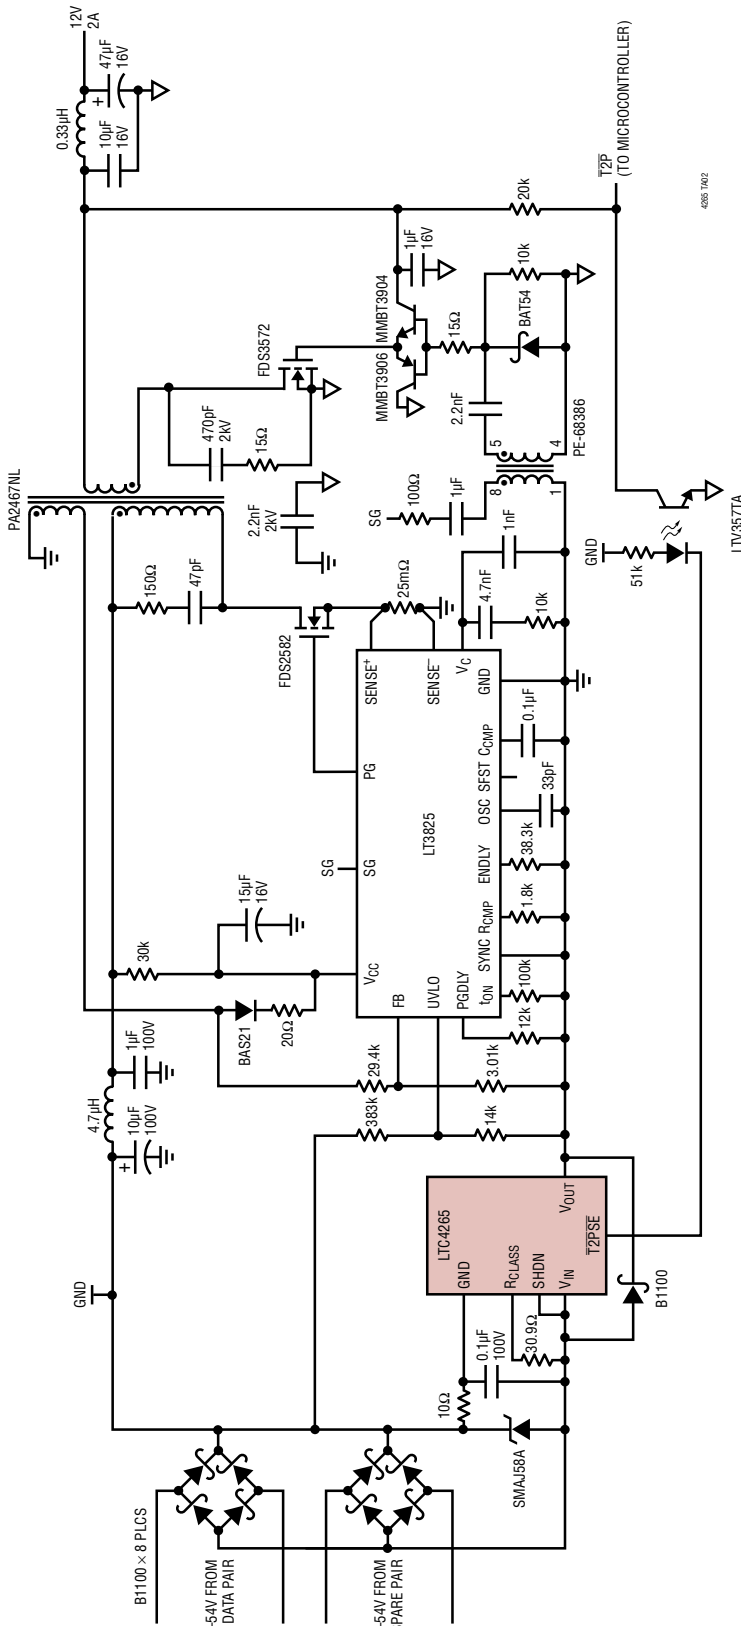 B1100 × 8 PLCS
-54V FROM
DATA PAIR
-54V FROM
PARE PAIR
GND
10Ω
SMAJ58A
0.1µF
100V
30.9Ω
LTC4265
GND
RCLASS
SHDN
VIN
VOUT
T2PSE
B1100
4.7µH
+
10µF
100V
1µF
100V
383k
14k
29.4k
3.01k
BAS21
20Ω
30k
15µF
16V
SG
SG
PG
VCC
FB
UVLO
PGDLY
tON
SYNC
RCMP
ENDLY
OSC
SFST
CCMP
GND
VC
SENSE+
SENSE–
LT3825
12k
100k
1.8k
38.3k
33pF
0.1µF
10k
4.7nF
1nF
25mΩ
FDS2582
150Ω
47pF
PA2467NL
2.2nF
2kV
470pF
2kV
15Ω
FDS3572
SG
100Ω
1µF
8
1
5
4
PE-68386
2.2nF
15Ω
BAT54
10k
MMBT3906
MMBT3904
1µF
16V
20k
GND
51k
LTV357TA
T2P
(TO MICROCONTROLLER)
0.33µH
10µF
16V
+
47µF
16V
12V
2A
4265 TA02